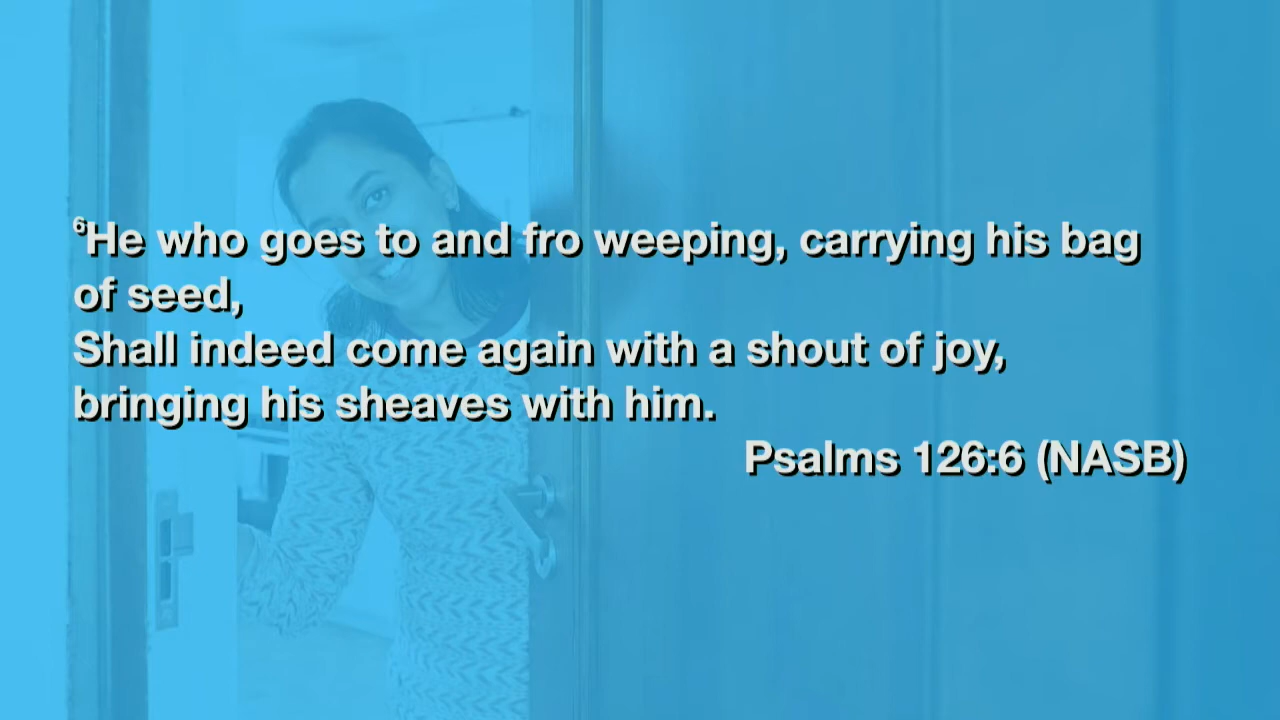 ⁶He who goes to and fro weeping, carrying his bag
of seed,
Shall indeed come again with a shout of joy,
bringing his sheaves with him.
Psalms 126:6 (NASB)